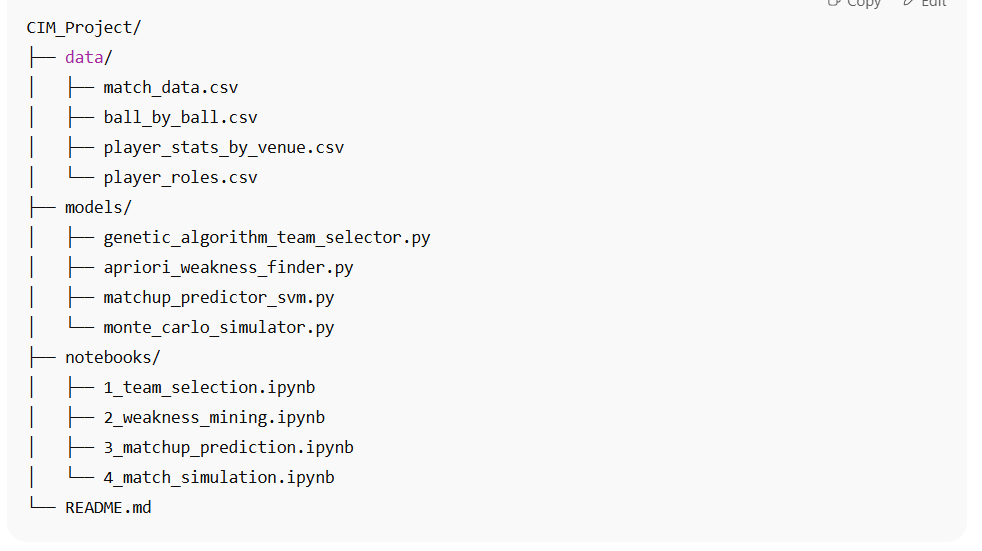 Copy Edit
CIM_Project/
├── data/
│   ├── match_data.csv
│   ├── ball_by_ball.csv
│   ├── player_stats_by_venue.csv
│   └── player_roles.csv
├── models/
│   ├── genetic_algorithm_team_selector.py
│   ├── apriori_weakness_finder.py
│   ├── matchup_predictor_svm.py
│   └── monte_carlo_simulator.py
├── notebooks/
│   ├── 1_team_selection.ipynb
│   ├── 2_weakness_mining.ipynb
│   ├── 3_matchup_prediction.ipynb
│   └── 4_match_simulation.ipynb
└── README.md